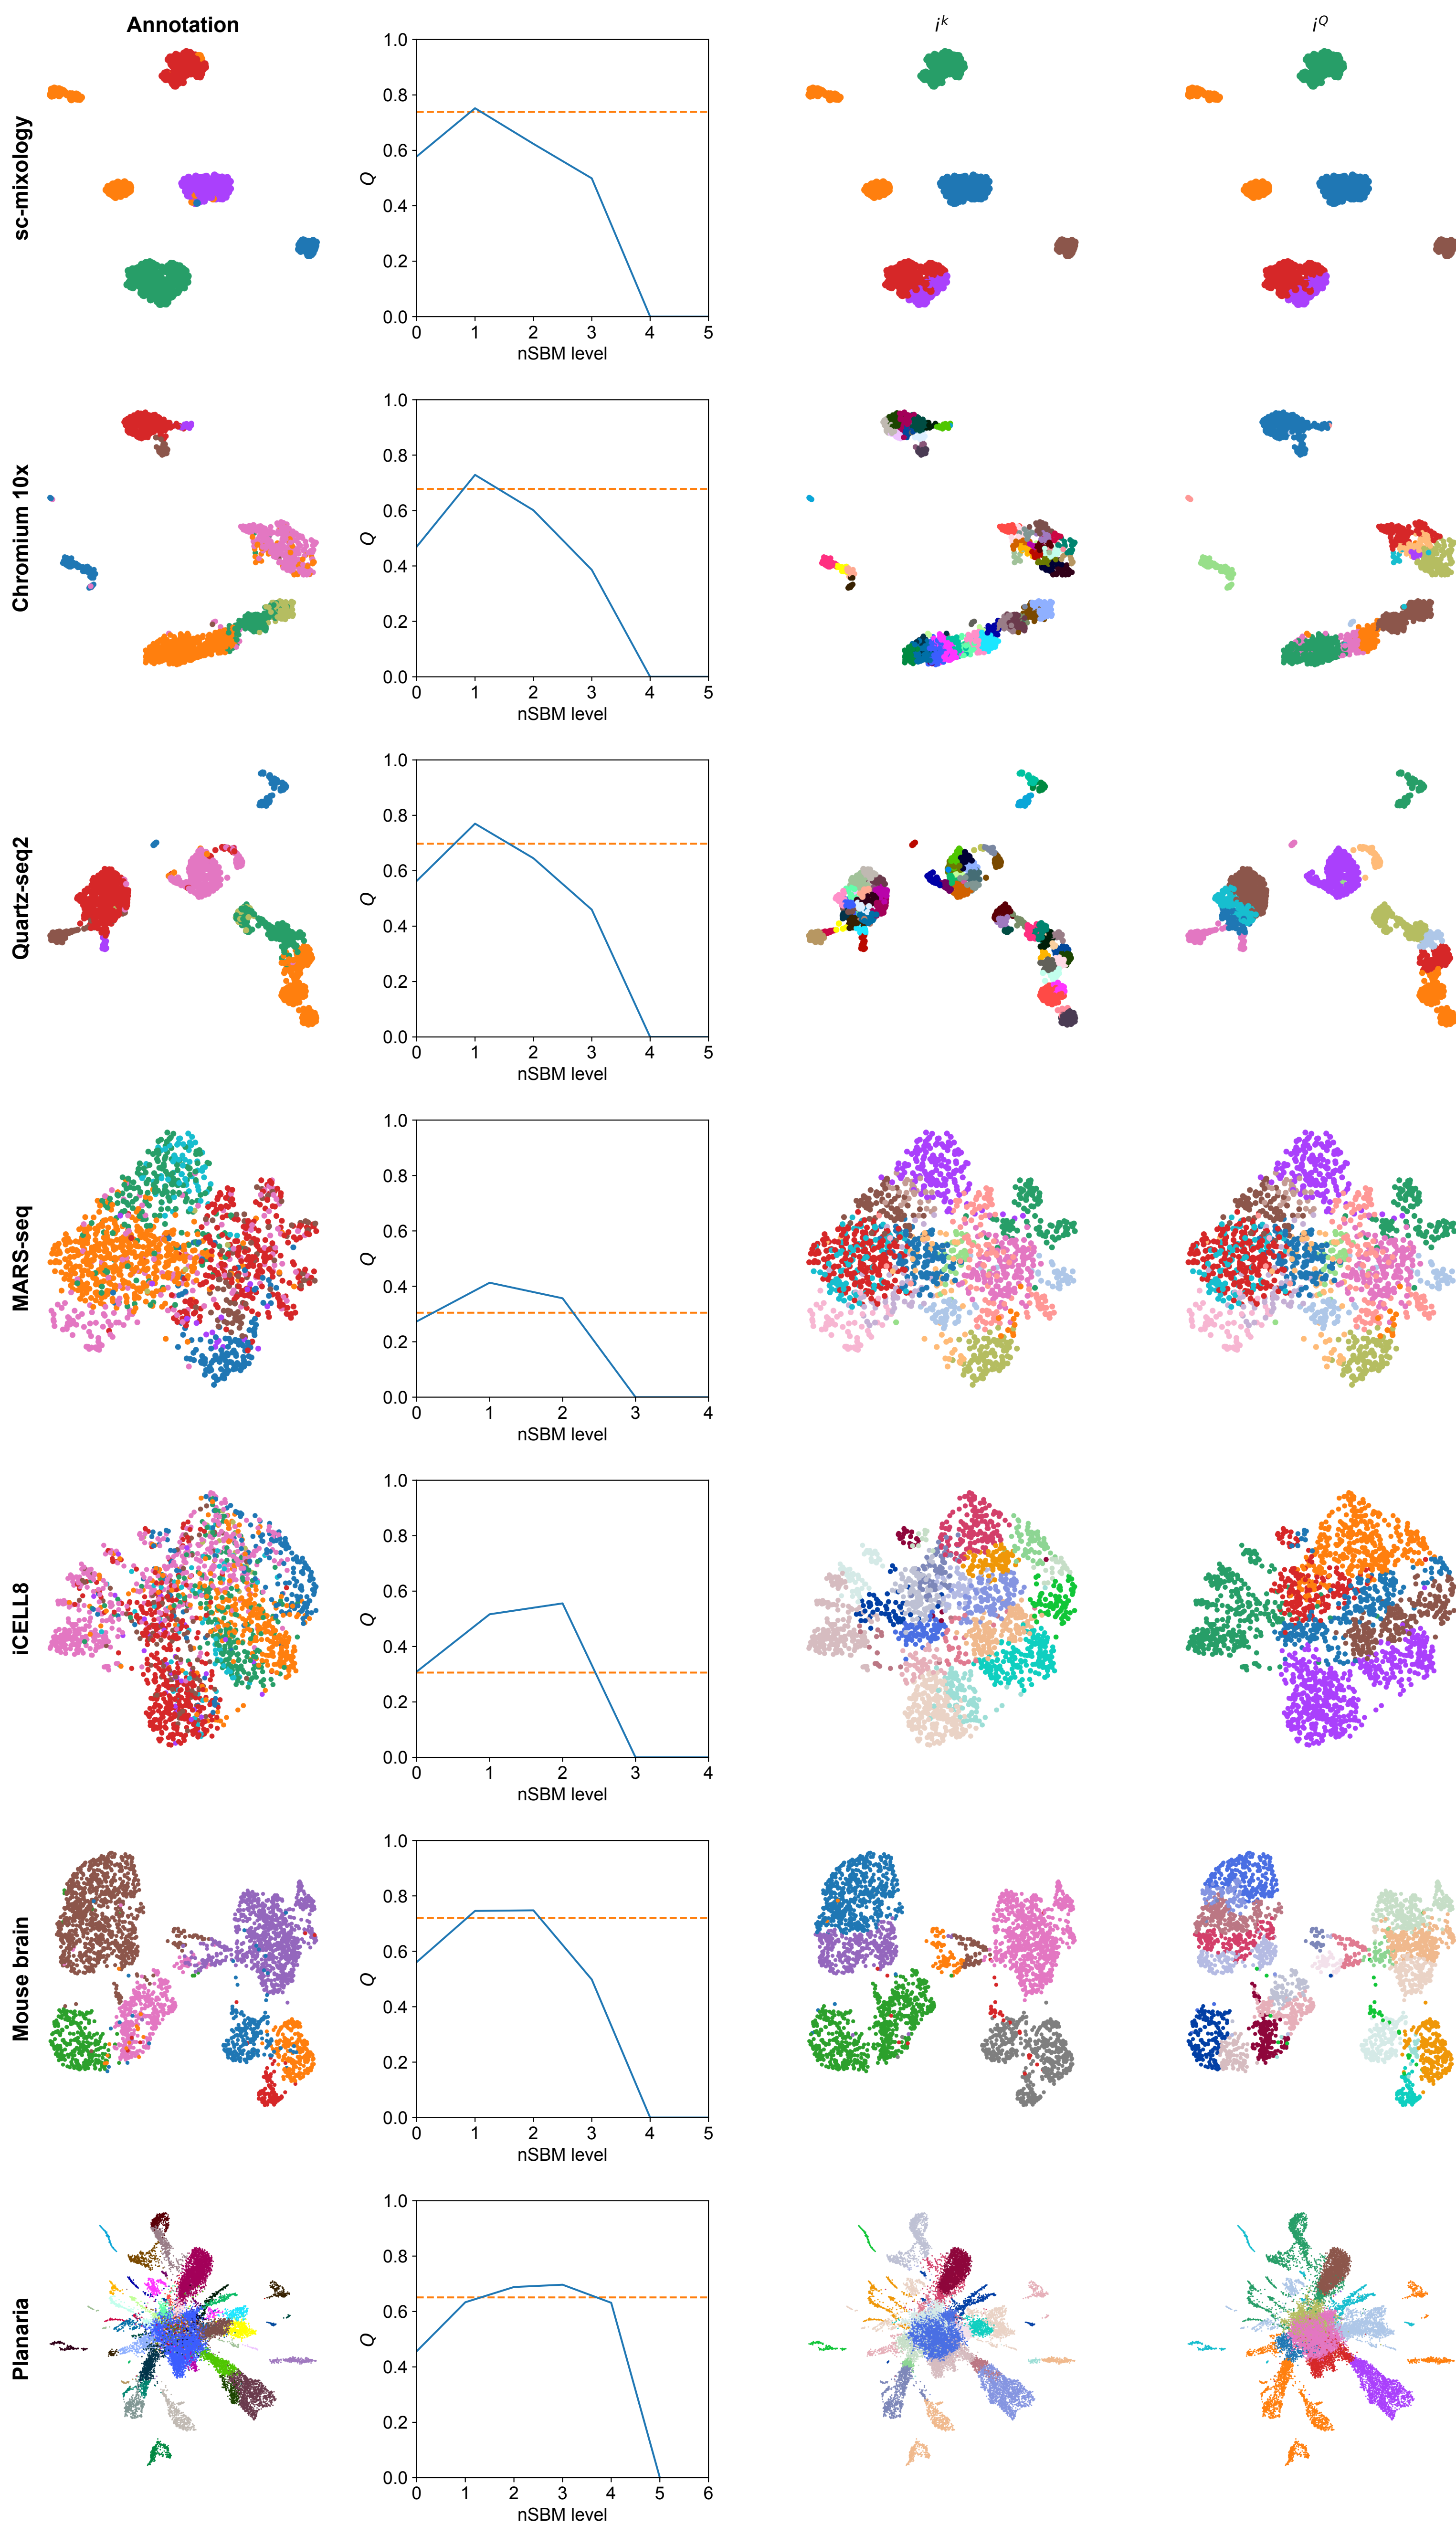 Annotation
i^k
i^Q
sc-mixology
Q
1.0
0.8
0.6
0.4
0.2
0.0
0 1 2 3 4 5
nSBM level
Chromium 10x
Q
1.0
0.8
0.6
0.4
0.2
0.0
0 1 2 3 4 5
nSBM level
Quartz-seq2
Q
1.0
0.8
0.6
0.4
0.2
0.0
0 1 2 3 4 5
nSBM level
MARS-seq
Q
1.0
0.8
0.6
0.4
0.2
0.0
0 1 2 3 4
nSBM level
iCELL8
Q
1.0
0.8
0.6
0.4
0.2
0.0
0 1 2 3 4
nSBM level
Mouse brain
Q
1.0
0.8
0.6
0.4
0.2
0.0
0 1 2 3 4 5
nSBM level
Planaria
Q
1.0
0.8
0.6
0.4
0.2
0.0
0 1 2 3 4 5 6
nSBM level